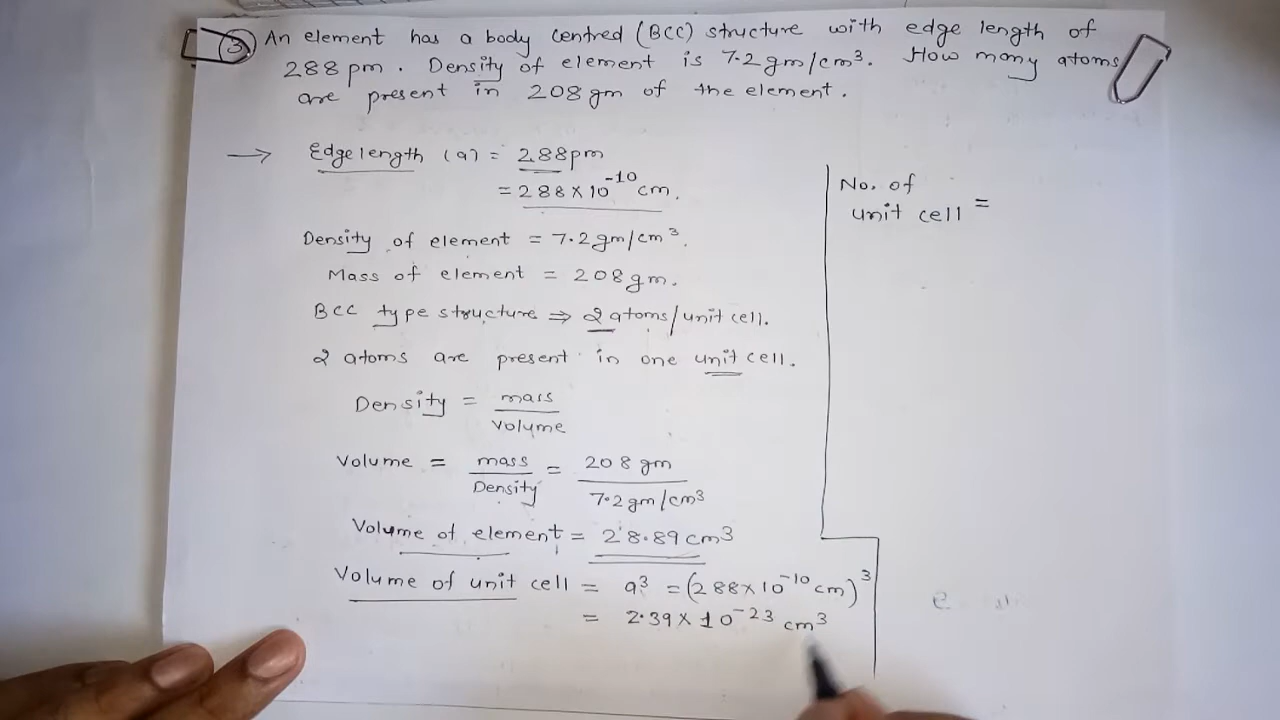 ③ An element has a body centred (BCC) structure with edge length of
288 pm. Density of element is 7.2 gm/cm³. How many atoms
are present in 208 gm of the element.
→ Edge length (a) = 288 pm
= 288 × 10⁻¹⁰ cm.
Density of element = 7.2 gm/cm³.
Mass of element = 208 gm.
BCC type structure ⇒ 2 atoms/unit cell.
2 atoms are present in one unit cell.
Density = mass
volume
Volume = mass = 208 gm
Density 7.2 gm/cm³
Volume of element = 28.89 cm³
Volume of unit cell = a³ = (288 × 10⁻¹⁰ cm)³
= 2.39 × 10⁻²³ cm³
No. of
unit cell =